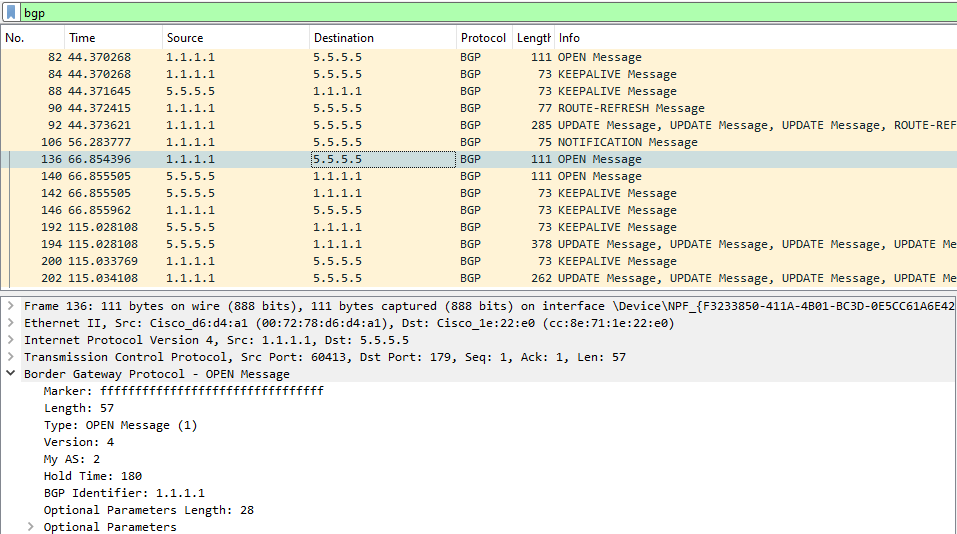 bgp
No. Time Source Destination Protocol Length Info
82 44.370268 1.1.1.1 5.5.5.5 BGP 111 OPEN Message
84 44.370268 1.1.1.1 5.5.5.5 BGP 73 KEEPALIVE Message
88 44.371645 5.5.5.5 1.1.1.1 BGP 73 KEEPALIVE Message
90 44.372415 1.1.1.1 5.5.5.5 BGP 77 ROUTE-REFRESH Message
92 44.373621 1.1.1.1 5.5.5.5 BGP 285 UPDATE Message, UPDATE Message, UPDATE Message, ROUTE-REF
106 56.283777 1.1.1.1 5.5.5.5 BGP 75 NOTIFICATION Message
136 66.854396 1.1.1.1 5.5.5.5 BGP 111 OPEN Message
140 66.855505 5.5.5.5 1.1.1.1 BGP 111 OPEN Message
142 66.855505 5.5.5.5 1.1.1.1 BGP 73 KEEPALIVE Message
146 66.855962 1.1.1.1 5.5.5.5 BGP 73 KEEPALIVE Message
192 115.028108 5.5.5.5 1.1.1.1 BGP 73 KEEPALIVE Message
194 115.028108 5.5.5.5 1.1.1.1 BGP 378 UPDATE Message, UPDATE Message, UPDATE Message, UPDATE Me
200 115.033769 1.1.1.1 5.5.5.5 BGP 73 KEEPALIVE Message
202 115.034108 1.1.1.1 5.5.5.5 BGP 262 UPDATE Message, UPDATE Message, UPDATE Message, UPDATE Me
Frame 136: 111 bytes on wire (888 bits), 111 bytes captured (888 bits) on interface \Device\NPF_{F3233850-411A-4B01-BC3D-0E5CC61A6E42
Ethernet II, Src: Cisco_d6:d4:a1 (00:72:78:d6:d4:a1), Dst: Cisco_1e:22:e0 (cc:8e:71:1e:22:e0)
Internet Protocol Version 4, Src: 1.1.1.1, Dst: 5.5.5.5
Transmission Control Protocol, Src Port: 60413, Dst Port: 179, Seq: 1, Ack: 1, Len: 57
Border Gateway Protocol - OPEN Message
Marker: ffffffffffffffffffffffffffffffff
Length: 57
Type: OPEN Message (1)
Version: 4
My AS: 2
Hold Time: 180
BGP Identifier: 1.1.1.1
Optional Parameters Length: 28
Optional Parameters